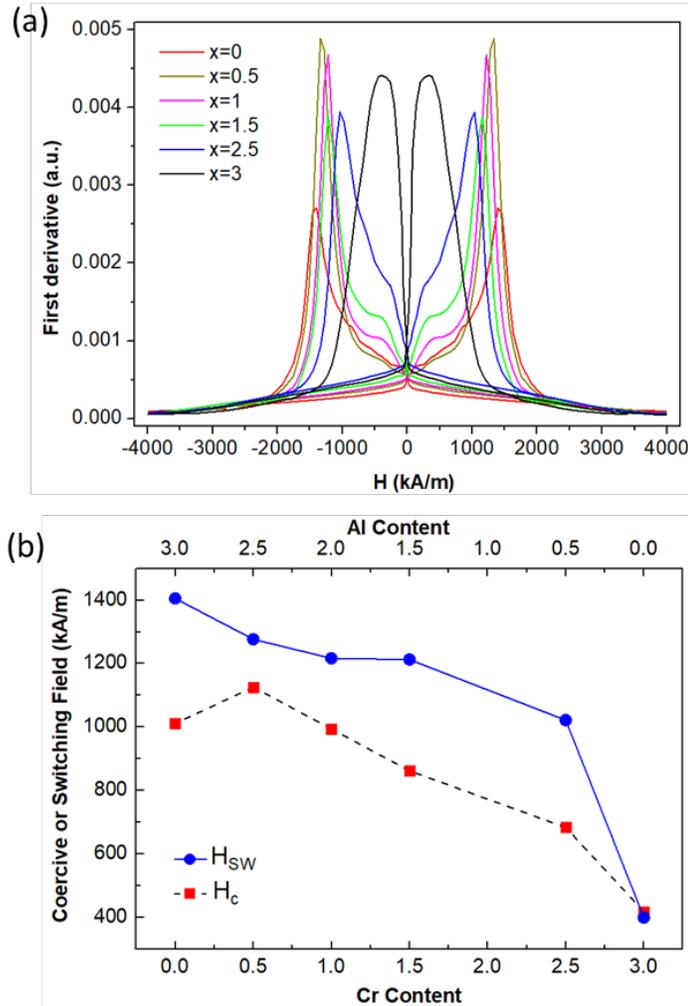 (a)
0.005
0.004
0.003
0.002
0.001
0.000
First derivative (a.u.)
x=0
x=0.5
x=1
x=1.5
x=2.5
x=3
-4000 -3000 -2000 -1000 0 1000 2000 3000 4000
H (kA/m)
(b)
Al Content
3.0 2.5 2.0 1.5 1.0 0.5 0.0
1400
1200
1000
800
600
400
Coercive or Switching Field (kA/m)
H_SW
H_c
0.0 0.5 1.0 1.5 2.0 2.5 3.0
Cr Content